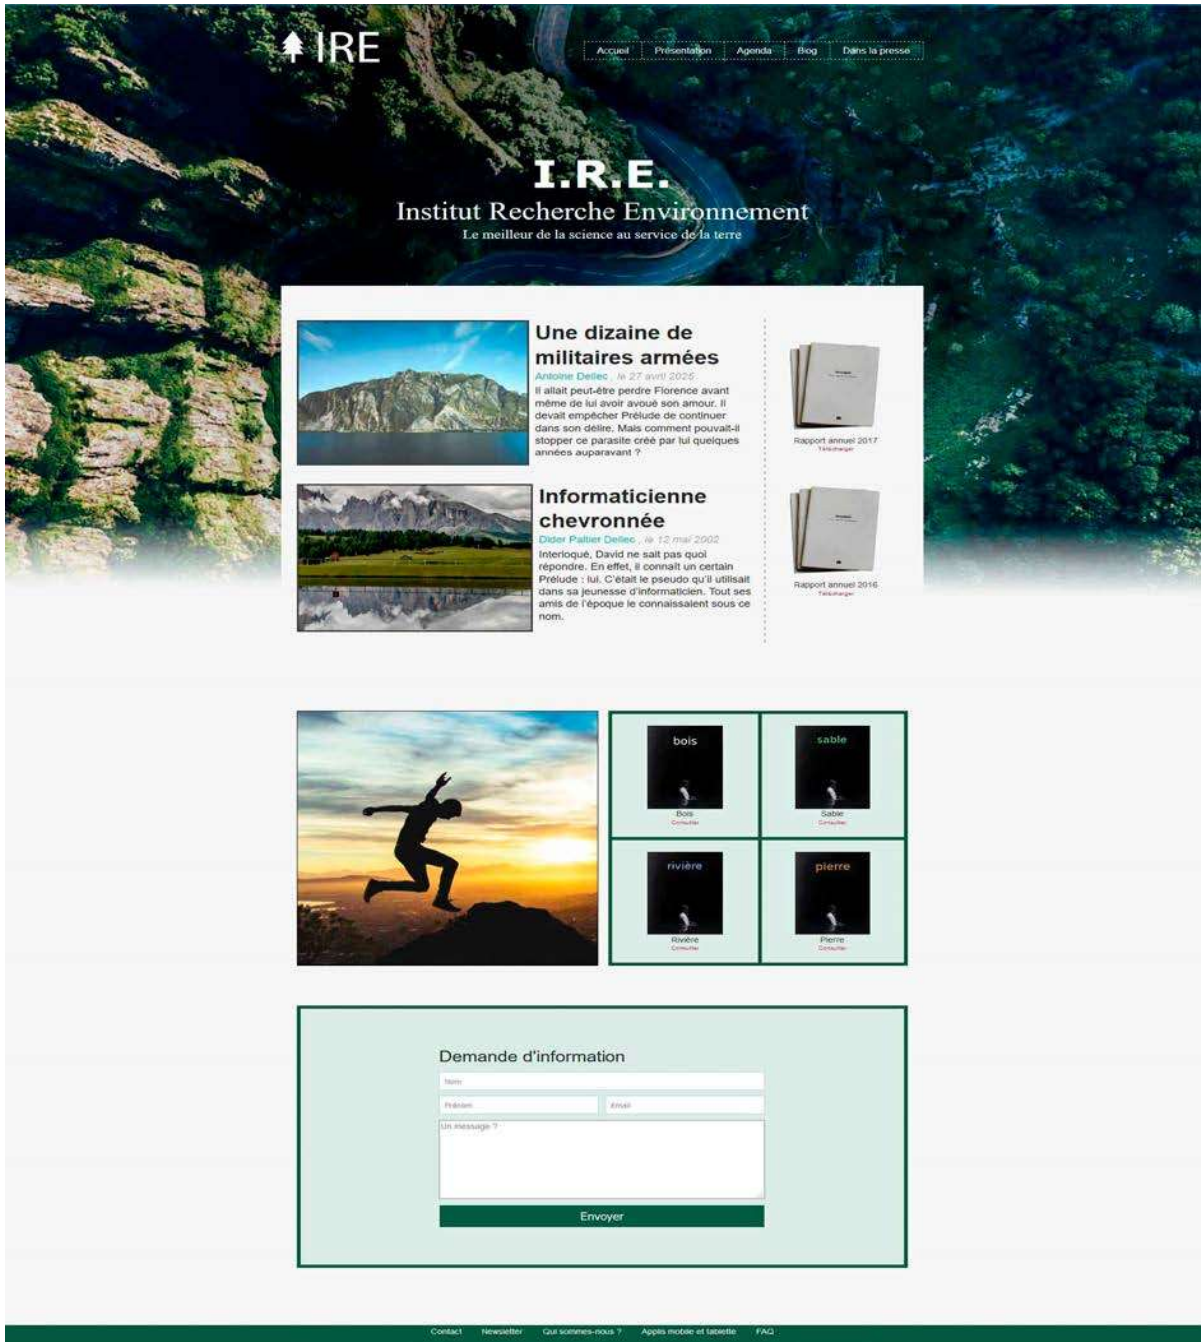 IRE
Accueil
Présentation
Agenda
Blog
Dans la presse
I.R.E.
Institut Recherche Environnement
Le meilleur de la science au service de la terre
Une dizaine de
militaires armées
Antoine Dellec , le 27 avril 2025
Il allait peut-être perdre Florence avant
même de lui avoir avoué son amour. Il
devait empêcher Prélude de continuer
dans son délire. Mais comment pouvait-il
stopper ce parasite créé par lui quelques
années auparavant ?
Rapport annuel 2017
Télécharger
Informaticienne
chevronnée
Dider Paltier Dellec , le 12 mai 2002
Interloqué, David ne sait pas quoi
répondre. En effet, il connaît un certain
Prélude : lui. C'était le pseudo qu'il utilisait
dans sa jeunesse d'informaticien. Tout ses
amis de l'époque le connaissaient sous ce
nom.
Rapport annuel 2016
Télécharger
bois
Bois
Consulter
sable
Sable
Consulter
rivière
Rivière
Consulter
pierre
Pierre
Consulter
Demande d'information
Nom
Prénom
Email
Un message ?
Envoyer
Contact
Newsletter
Qui sommes-nous ?
Applis mobile et tablette
FAQ